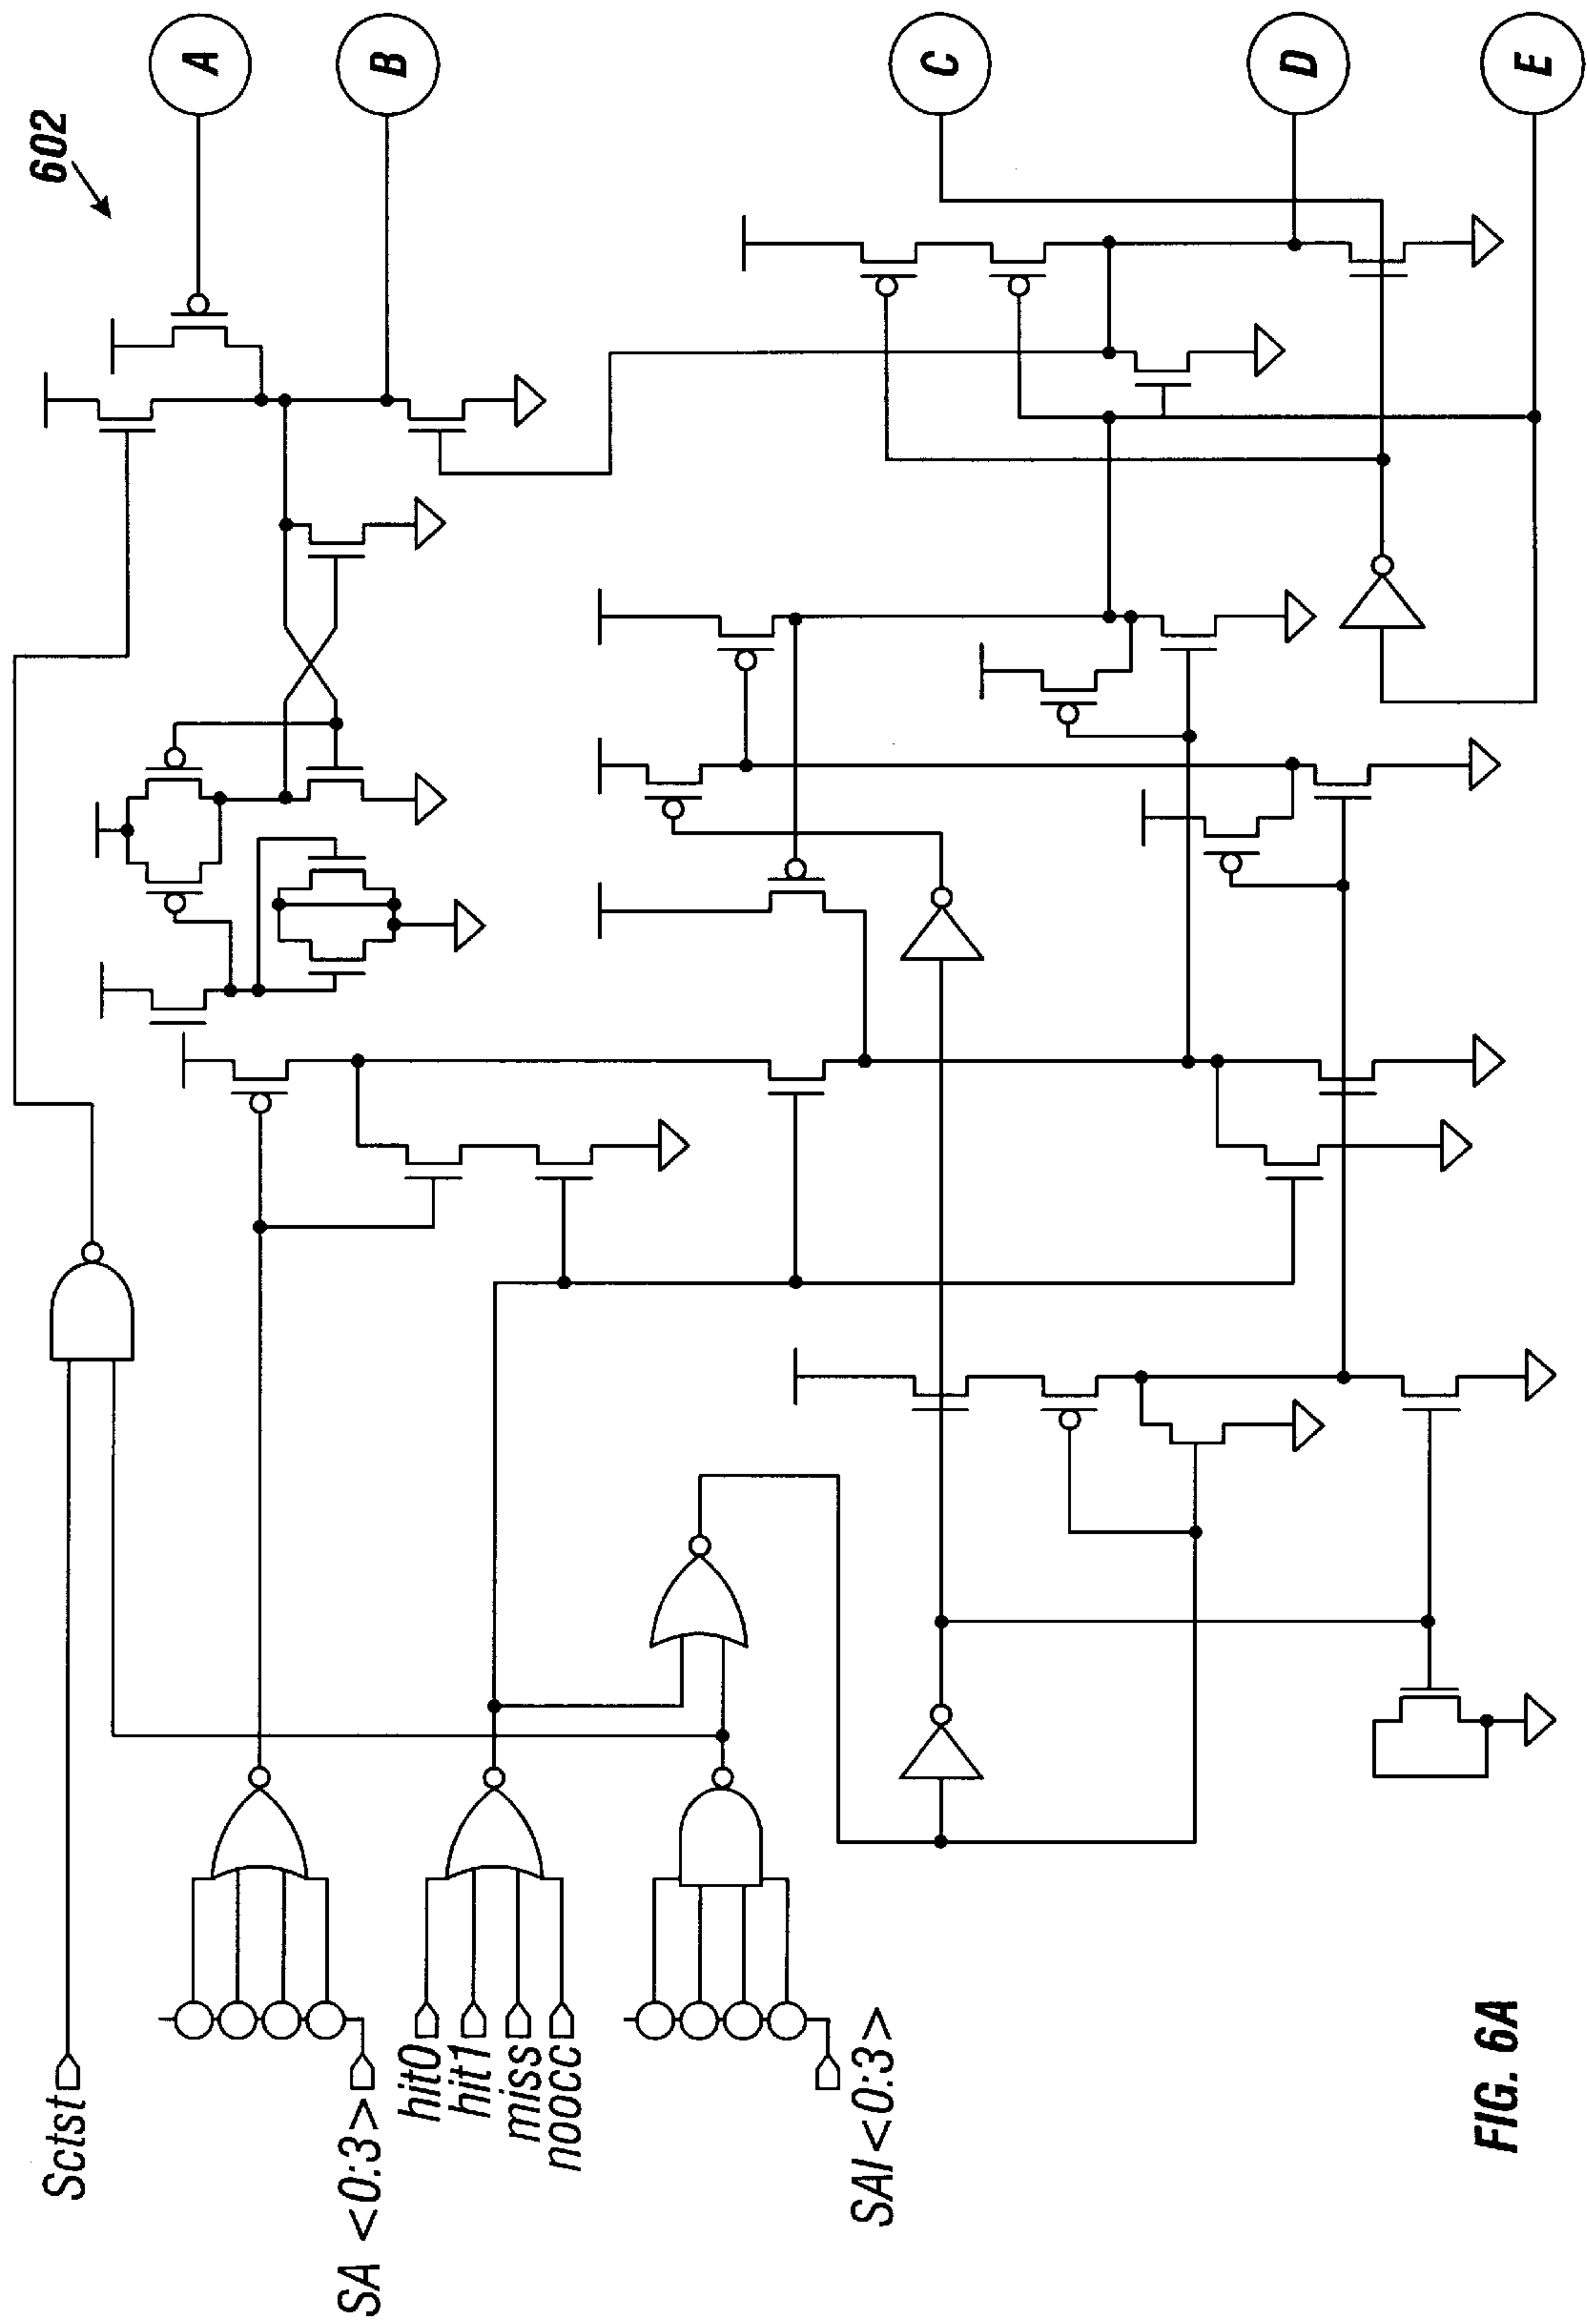 602
A
B
C
D
E
Sctst
SA <0:3>
hit0
hit1
miss
noocc
SAI<0:3>
FIG. 6A